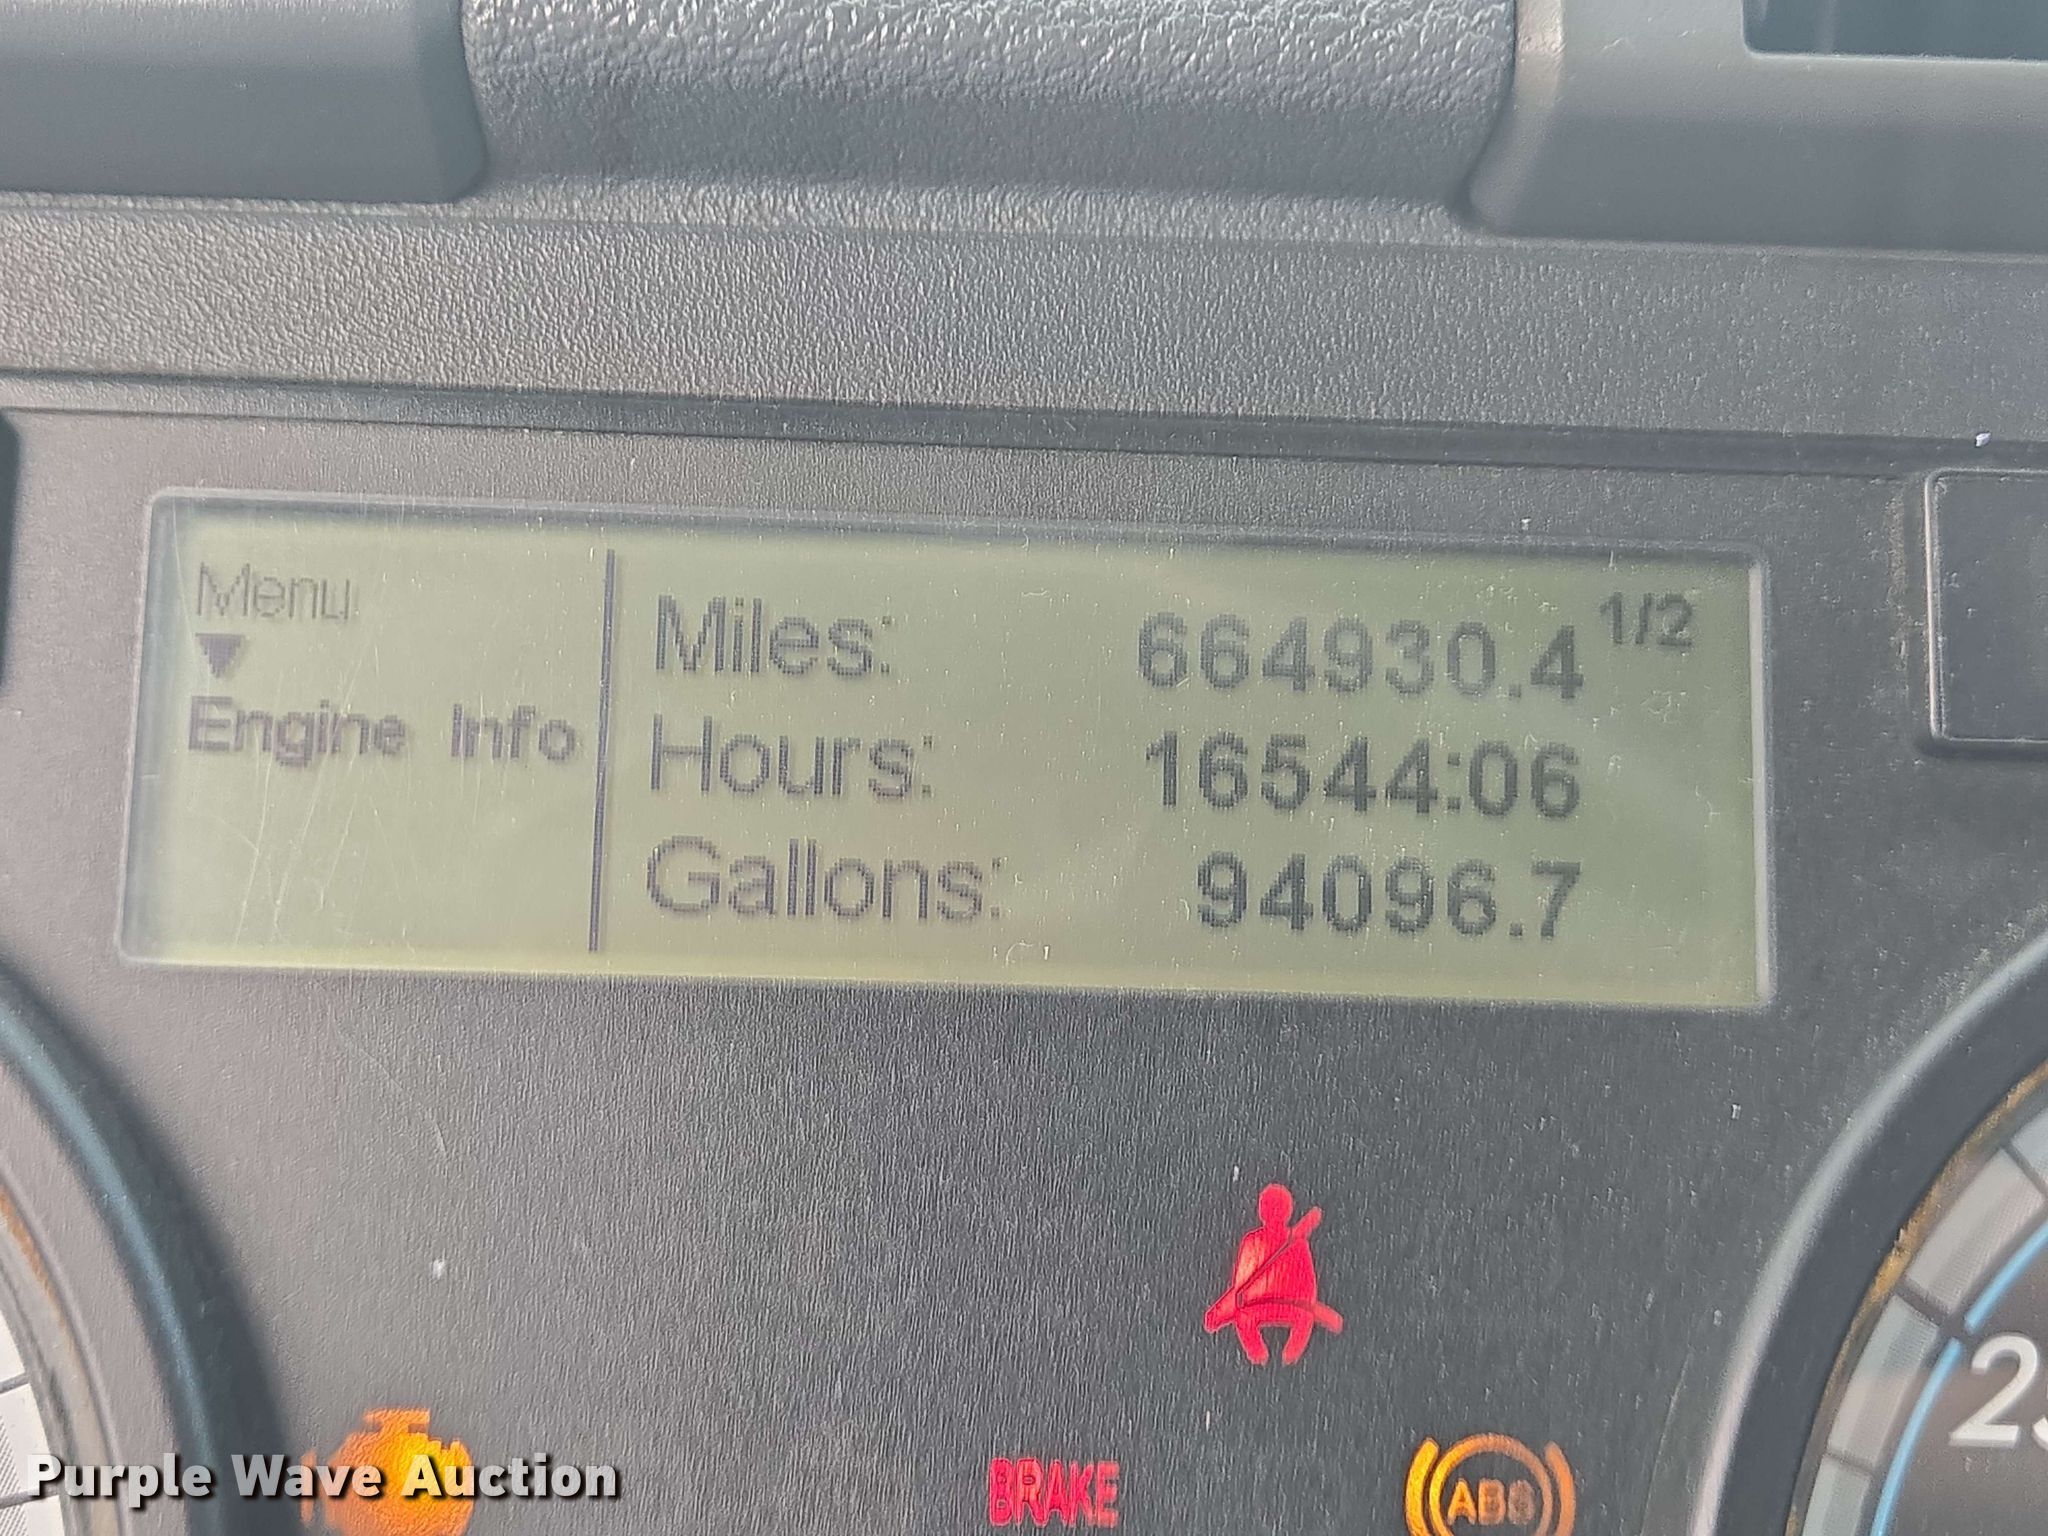 Menu
▼
Engine Info
Miles: 664930.4 1/2
Hours: 16544:06
Gallons: 94096.7
BRAKE
ABS
Purple Wave Auction